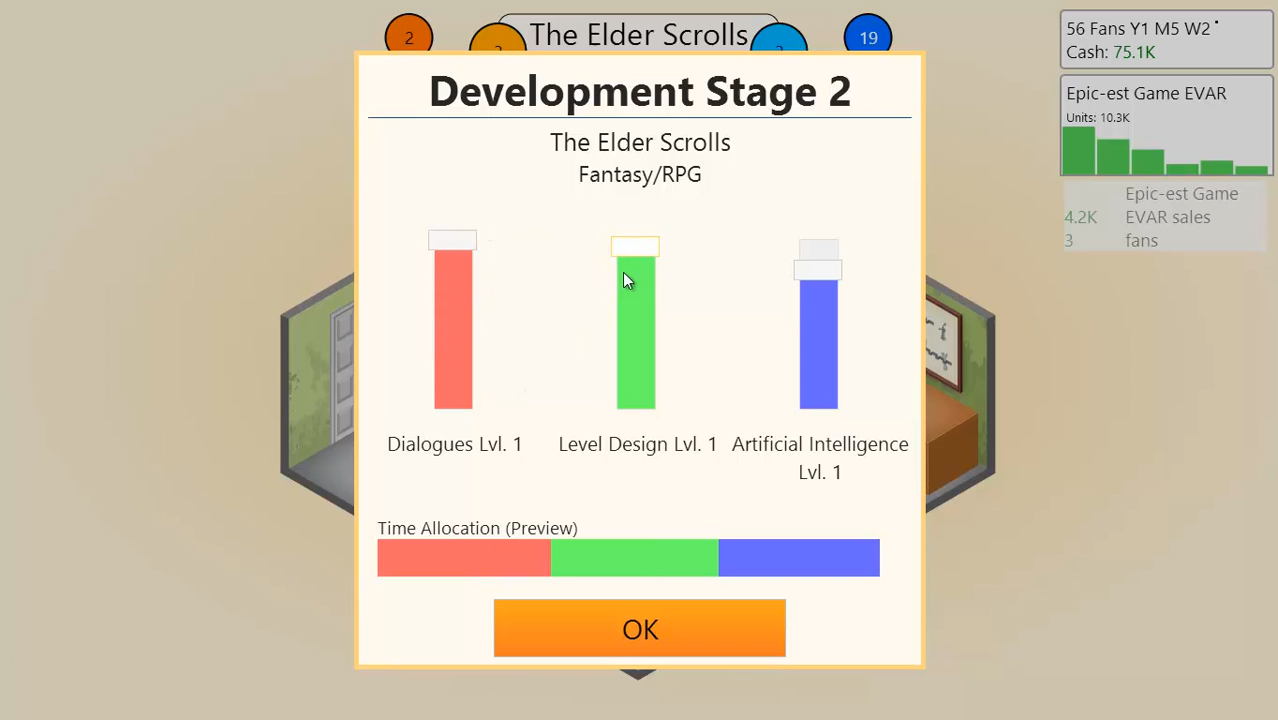 2
The Elder Scrolls
19
56 Fans Y1 M5 W2
Cash: 75.1K
Epic-est Game EVAR
Units: 10.3K
4.2K
Epic-est Game
EVAR sales
3
fans
Development Stage 2
The Elder Scrolls
Fantasy/RPG
Dialogues Lvl. 1
Level Design Lvl. 1
Artificial Intelligence
Lvl. 1
Time Allocation (Preview)
OK